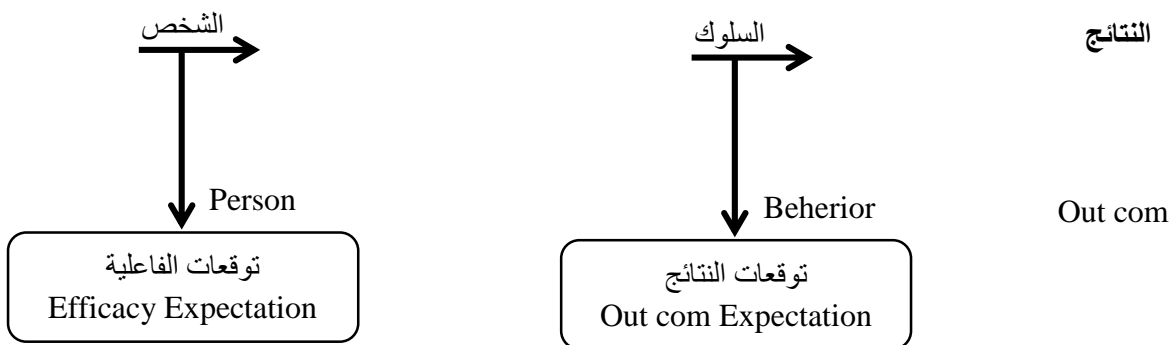 الشخص
السلوك
النتائج
Person
Beherior
Out com
توقعات الفاعلية
Efficacy Expectation
توقعات النتائج
Out com Expectation